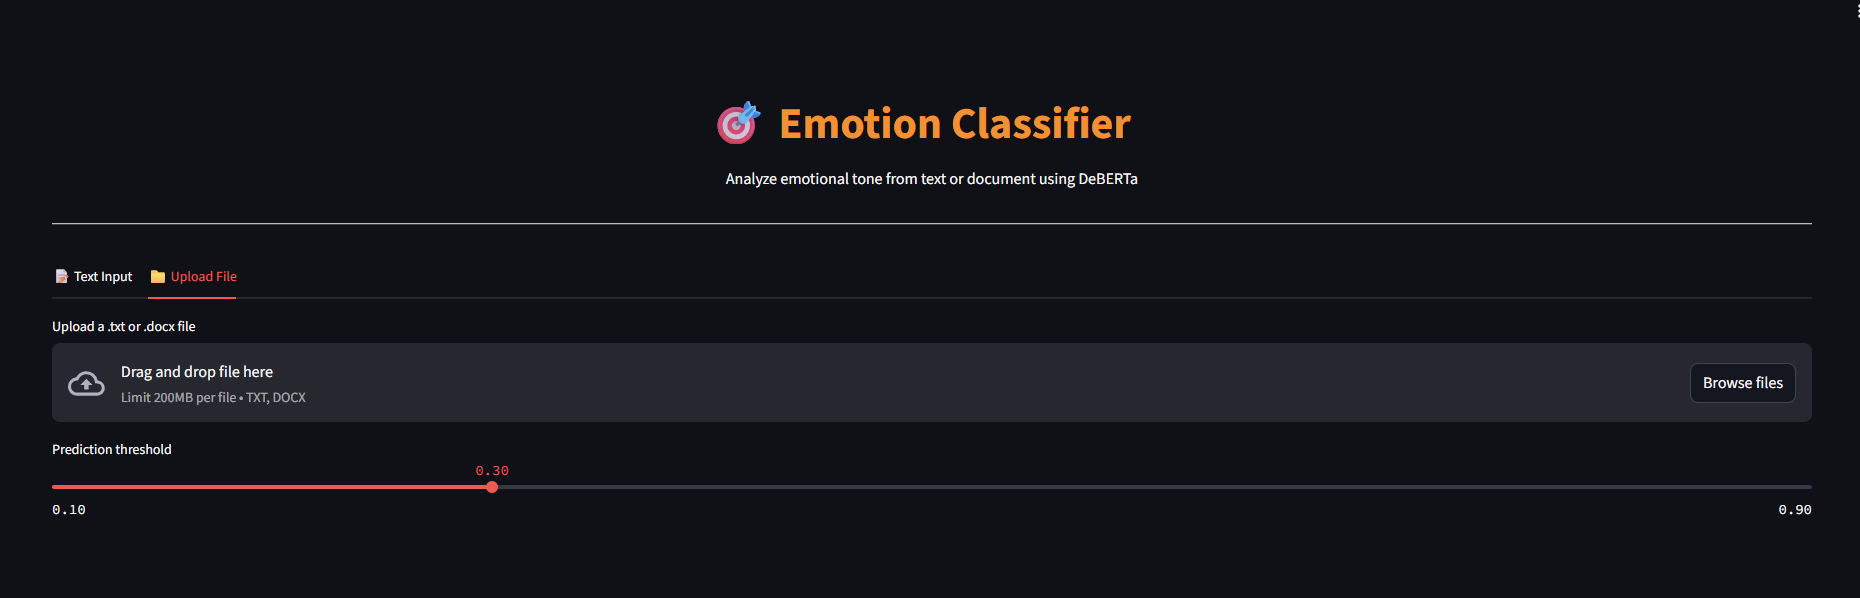 Emotion Classifier
Analyze emotional tone from text or document using DeBERTa
Text Input
Upload File
Upload a .txt or .docx file
Drag and drop file here
Limit 200MB per file • TXT, DOCX
Browse files
Prediction threshold
0.30
0.10
0.90